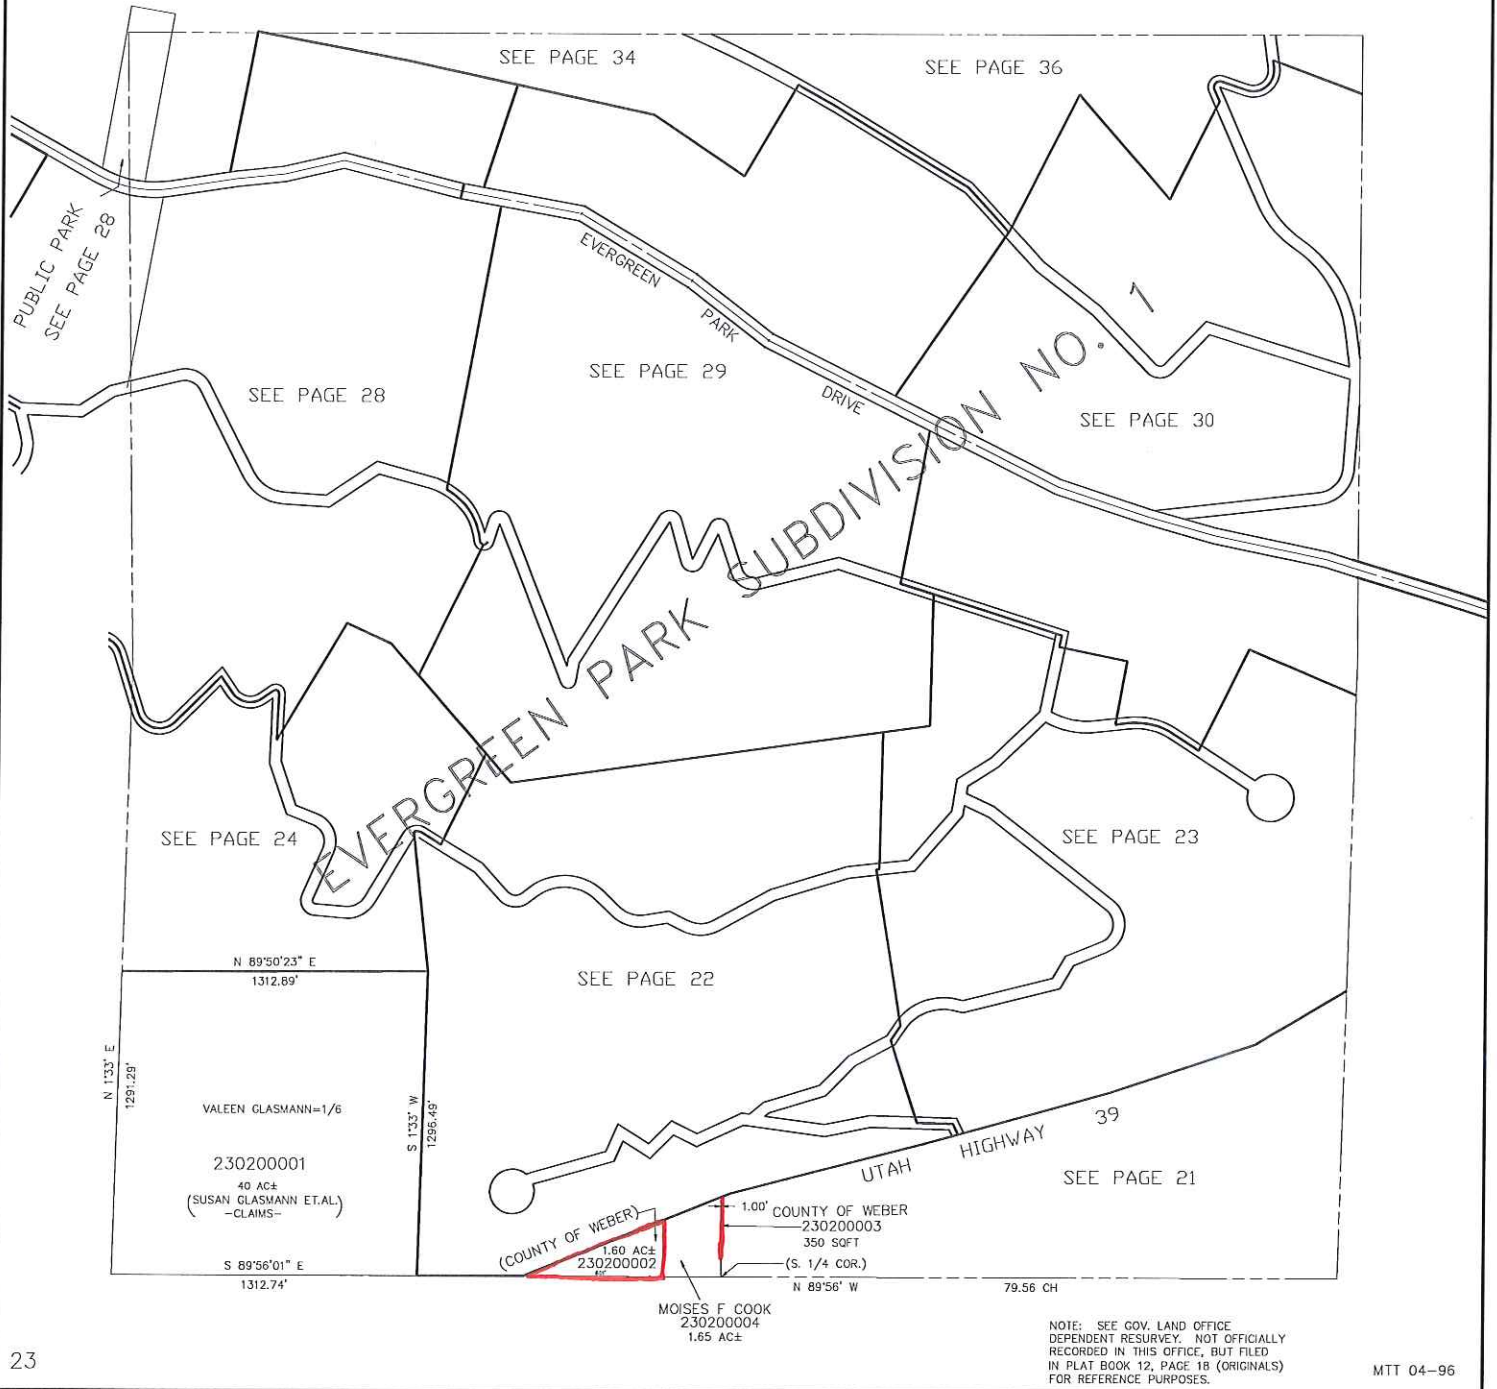 SEE PAGE 34
SEE PAGE 36
PUBLIC PARK
SEE PAGE 28
EVERGREEN
PARK
DRIVE
SEE PAGE 28
SEE PAGE 29
SEE PAGE 30
EVERGREEN PARK SUBDIVISION NO. 1
SEE PAGE 24
SEE PAGE 23
N 89°50'23" E
1312.89'
SEE PAGE 22
N 1°33' E
1291.29'
VALEEN GLASMANN=1/6
230200001
40 AC±
(SUSAN GLASMANN ET.AL.)
-CLAIMS-
S 1°33' W
1296.49'
S 89°56'01" E
1312.74'
UTAH HIGHWAY 39
SEE PAGE 21
(COUNTY OF WEBER)
1.60 AC±
230200002
1.00'
COUNTY OF WEBER
230200003
350 SQFT
(S. 1/4 COR.)
N 89°56' W
79.56 CH
MOISES F COOK
230200004
1.65 AC±
NOTE: SEE GOV. LAND OFFICE
DEPENDENT RESURVEY. NOT OFFICIALLY
RECORDED IN THIS OFFICE, BUT FILED
IN PLAT BOOK 12, PAGE 18 (ORIGINALS)
FOR REFERENCE PURPOSES.
23
MTT 04-96